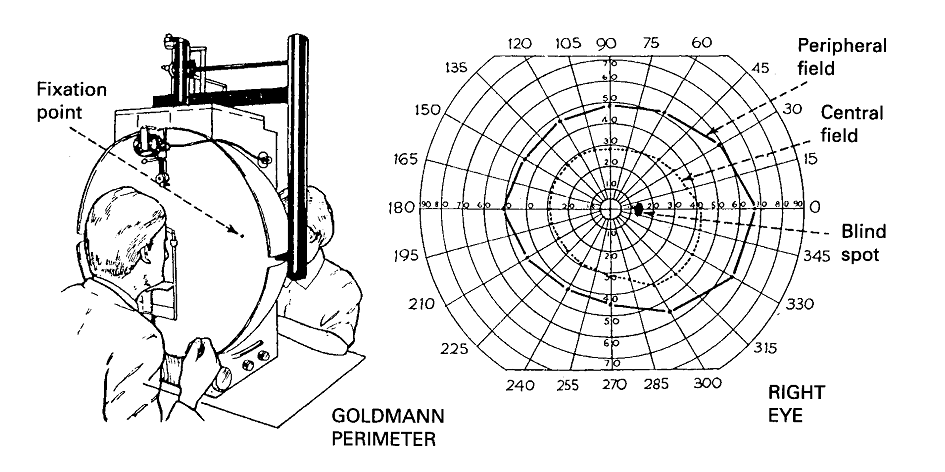 Fixation
point
GOLDMANN
PERIMETER
120 105 90 75 60
135 45
150 30
165 15
180 0
195 345
210 330
225 315
240 255 270 285 300
Peripheral
field
Central
field
Blind
spot
RIGHT
EYE